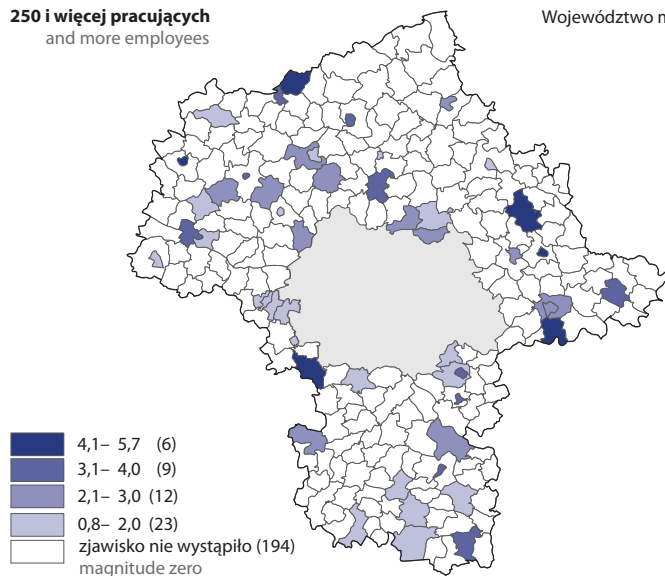 250 i więcej pracujących
and more employees
Województwo m
4,1– 5,7 (6)
3,1– 4,0 (9)
2,1– 3,0 (12)
0,8– 2,0 (23)
zjawisko nie wystąpiło (194)
magnitude zero